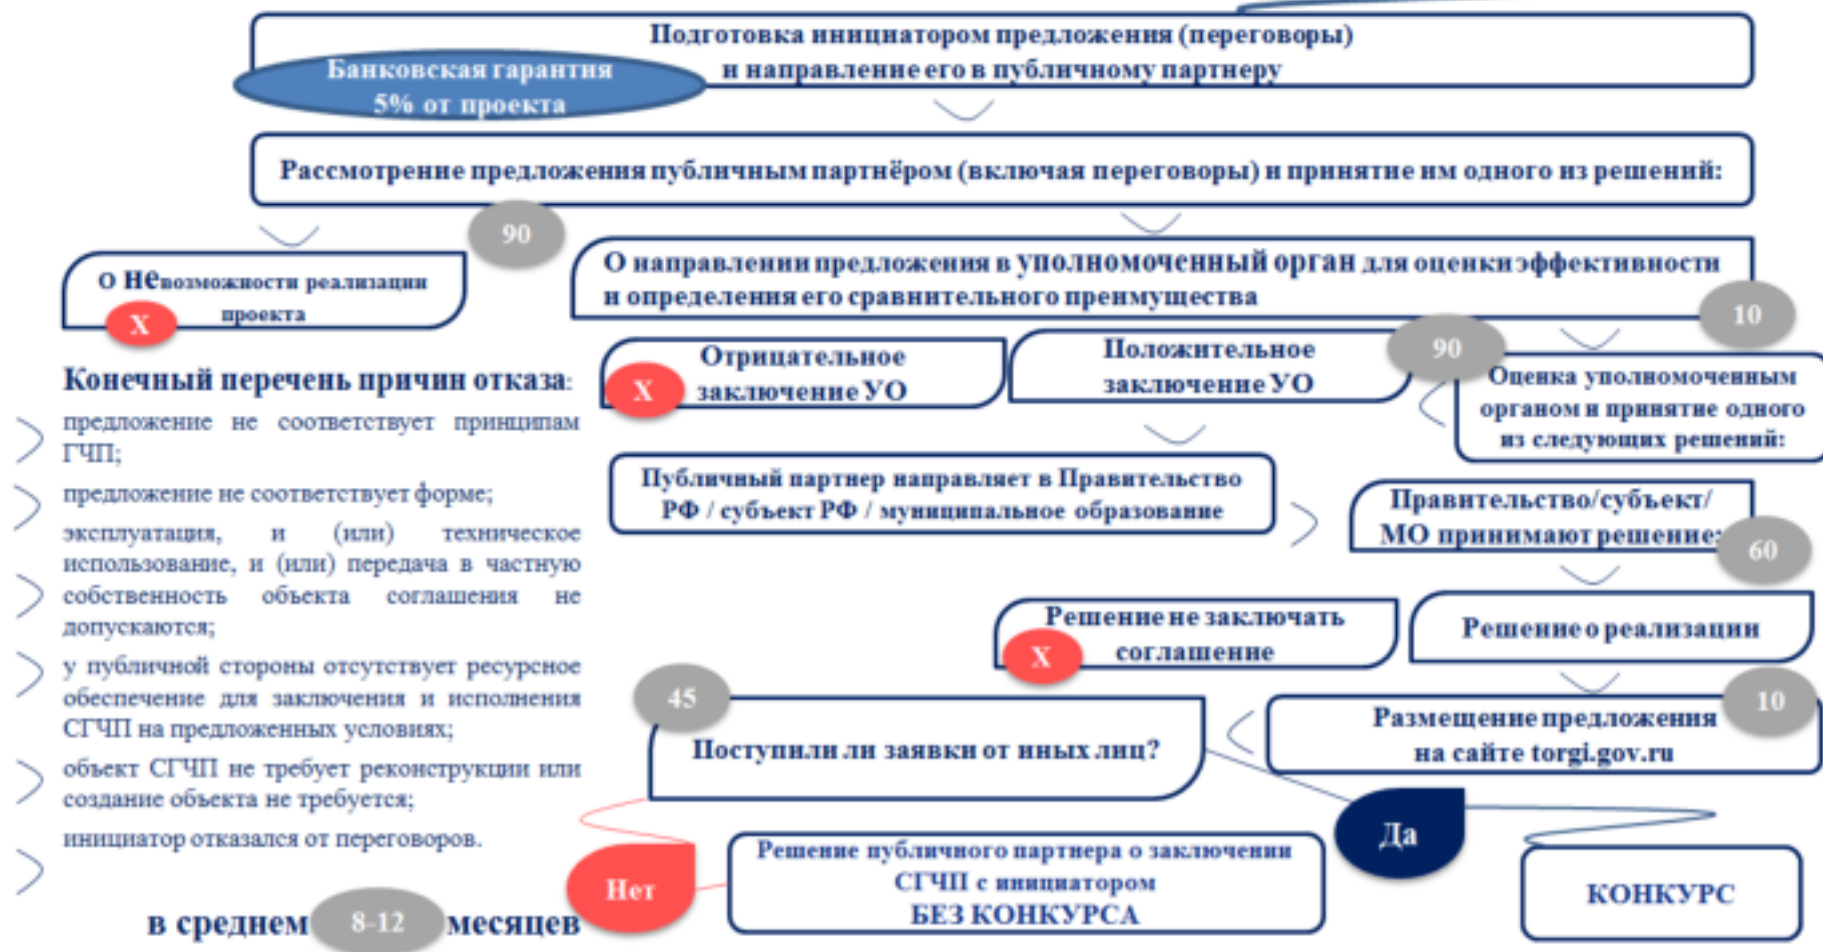 Подготовка инициатором предложения (переговоры)
и направление его в публичному партнеру
Банковская гарантия
5% от проекта
Рассмотрение предложения публичным партнёром (включая переговоры) и принятие им одного из решений:
90
О невозможности реализации
проекта
X
О направлении предложения в уполномоченный орган для оценки эффективности
и определения его сравнительного преимущества
10
Отрицательное
заключение УО
X
Положительное
заключение УО
90
Оценка уполномоченным
органом и принятие одного
из следующих решений:
Конечный перечень причин отказа:
предложение не соответствует принципам
ГЧП;
предложение не соответствует форме;
эксплуатация, и (или) техническое
использование, и (или) передача в частную
собственность объекта соглашения не
допускаются;
у публичной стороны отсутствует ресурсное
обеспечение для заключения и исполнения
СГЧП на предложенных условиях;
объект СГЧП не требует реконструкции или
создание объекта не требуется;
инициатор отказался от переговоров.
в среднем 8-12 месяцев
Публичный партнер направляет в Правительство
РФ / субъект РФ / муниципальное образование
Правительство/субъект/
МО принимают решение:
60
Решение не заключать
соглашение
X
Решение о реализации
45
Поступили ли заявки от иных лиц?
10
Размещение предложения
на сайте torgi.gov.ru
Да
Нет
Решение публичного партнера о заключении
СГЧП с инициатором
БЕЗ КОНКУРСА
КОНКУРС